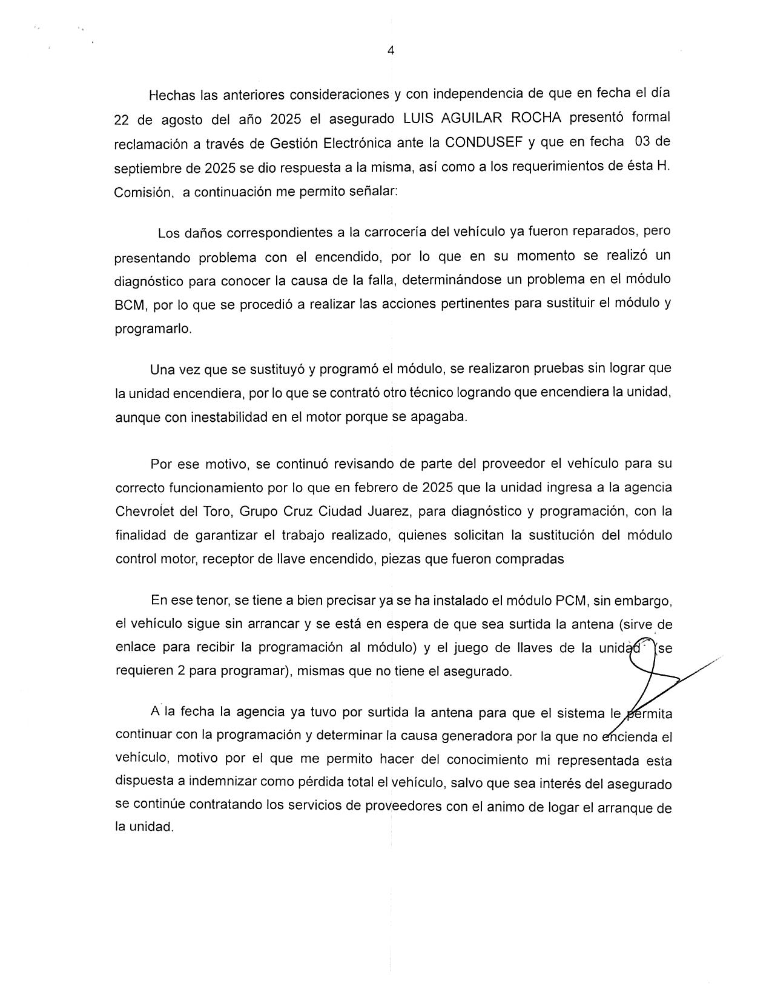 4
Hechas las anteriores consideraciones y con independencia de que en fecha el día
22 de agosto del año 2025 el asegurado LUIS AGUILAR ROCHA presentó formal
reclamación a través de Gestión Electrónica ante la CONDUSEF y que en fecha 03 de
septiembre de 2025 se dio respuesta a la misma, así como a los requerimientos de ésta H.
Comisión, a continuación me permito señalar:
Los daños correspondientes a la carrocería del vehículo ya fueron reparados, pero
presentando problema con el encendido, por lo que en su momento se realizó un
diagnóstico para conocer la causa de la falla, determinándose un problema en el módulo
BCM, por lo que se procedió a realizar las acciones pertinentes para sustituir el módulo y
programarlo.
Una vez que se sustituyó y programó el módulo, se realizaron pruebas sin lograr que
la unidad encendiera, por lo que se contrató otro técnico logrando que encendiera la unidad,
aunque con inestabilidad en el motor porque se apagaba.
Por ese motivo, se continuó revisando de parte del proveedor el vehículo para su
correcto funcionamiento por lo que en febrero de 2025 que la unidad ingresa a la agencia
Chevrolet del Toro, Grupo Cruz Ciudad Juarez, para diagnóstico y programación, con la
finalidad de garantizar el trabajo realizado, quienes solicitan la sustitución del módulo
control motor, receptor de llave encendido, piezas que fueron compradas
En ese tenor, se tiene a bien precisar ya se ha instalado el módulo PCM, sin embargo,
el vehículo sigue sin arrancar y se está en espera de que sea surtida la antena (sirve de
enlace para recibir la programación al módulo) y el juego de llaves de la unidad (se
requieren 2 para programar), mismas que no tiene el asegurado.
A la fecha la agencia ya tuvo por surtida la antena para que el sistema le permita
continuar con la programación y determinar la causa generadora por la que no encienda el
vehículo, motivo por el que me permito hacer del conocimiento mi representada esta
dispuesta a indemnizar como pérdida total el vehículo, salvo que sea interés del asegurado
se continúe contratando los servicios de proveedores con el animo de logar el arranque de
la unidad.